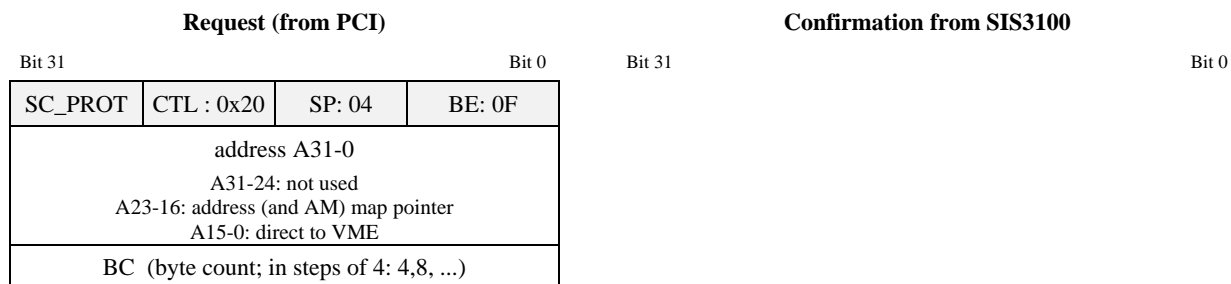 Request (from PCI)
Confirmation from SIS3100
Bit 31
Bit 0
Bit 31
Bit 0
SC_PROT
CTL : 0x20
SP: 04
BE: 0F
address A31-0
A31-24: not used
A23-16: address (and AM) map pointer
A15-0: direct to VME
BC (byte count; in steps of 4: 4,8, ...)